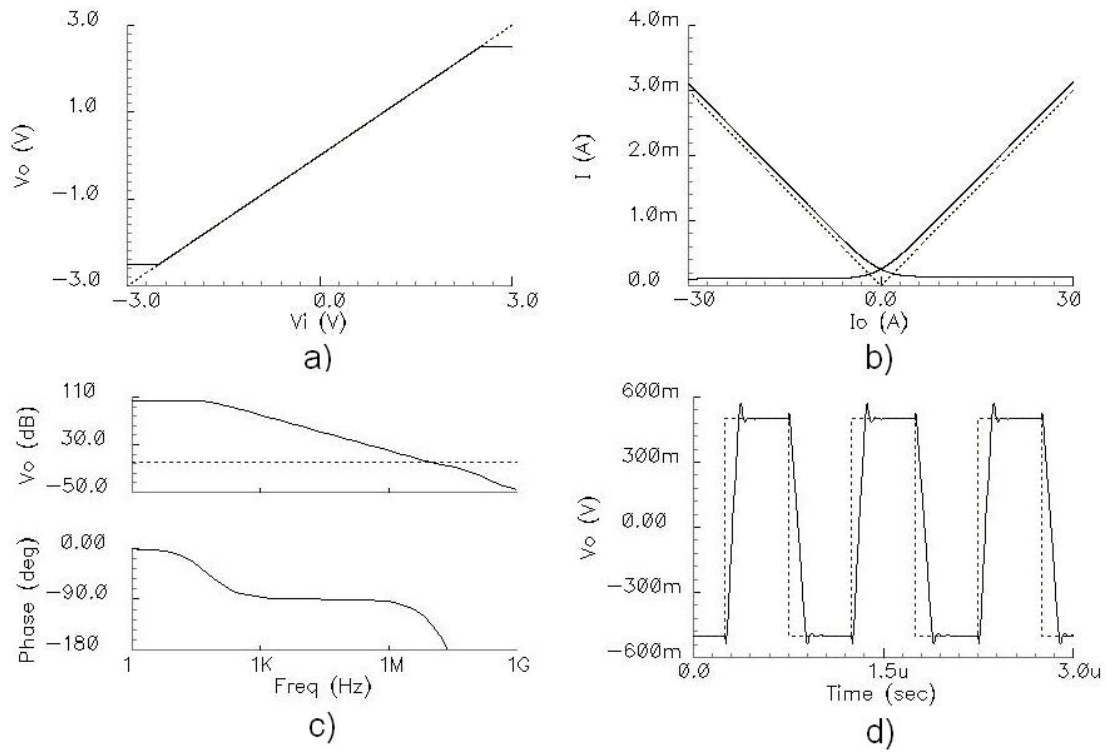 3.0
1.0
-1.0
-3.0
Vo (V)
-3.0 0.0 3.0
Vi (V)
a)
4.0m
3.0m
2.0m
1.0m
0.0
I (A)
-30 0.0 30
Io (A)
b)
110
30.0
-50.0
Vo (dB)
0.00
-90.0
-180
Phase (deg)
1 1K 1M 1G
Freq (Hz)
c)
600m
300m
0.00
-300m
-600m
Vo (V)
0.0 1.5u 3.0u
Time (sec)
d)